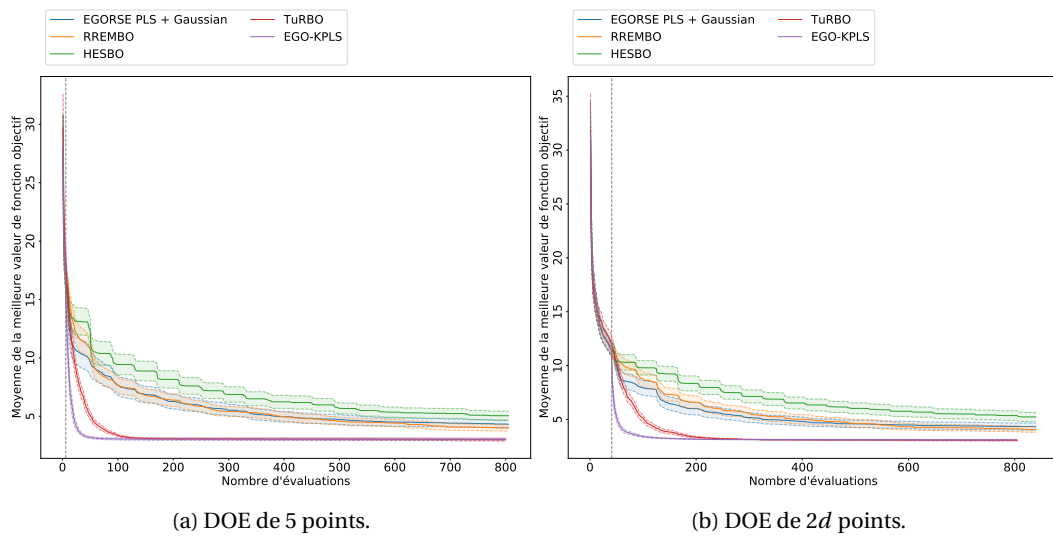 EGORSE PLS + Gaussian
RREMBO
HESBO
TuRBO
EGO-KPLS
Moyenne de la meilleure valeur de fonction objectif
30
25
20
15
10
5
0
100
200
300
400
500
600
700
800
Nombre d'évaluations
(a) DOE de 5 points.
EGORSE PLS + Gaussian
RREMBO
HESBO
TuRBO
EGO-KPLS
Moyenne de la meilleure valeur de fonction objectif
35
30
25
20
15
10
5
0
200
400
600
800
Nombre d'évaluations
(b) DOE de 2d points.